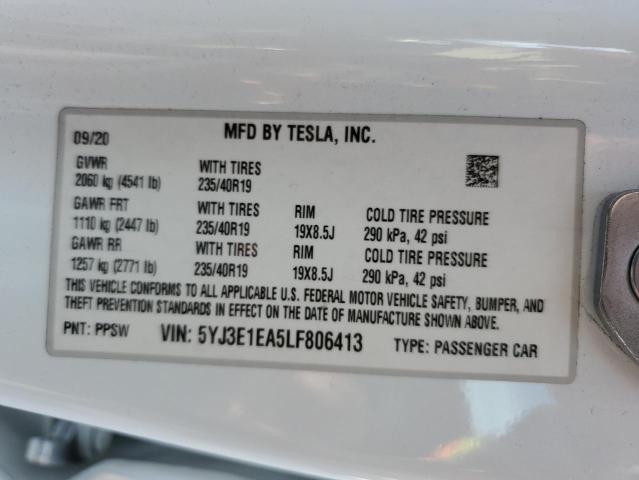 09/20 MFD BY TESLA, INC.
GVWR WITH TIRES
2060 kg (4541 lb) 235/40R19
GAWR FRT WITH TIRES RIM COLD TIRE PRESSURE
1110 kg (2447 lb) 235/40R19 19X8.5J 290 kPa, 42 psi
GAWR RR WITH TIRES RIM COLD TIRE PRESSURE
1257 kg (2771 lb) 235/40R19 19X8.5J 290 kPa, 42 psi
THIS VEHICLE CONFORMS TO ALL APPLICABLE U.S. FEDERAL MOTOR VEHICLE SAFETY, BUMPER, AND
THEFT PREVENTION STANDARDS IN EFFECT ON THE DATE OF MANUFACTURE SHOWN ABOVE.
PNT: PPSW VIN: 5YJ3E1EA5LF806413 TYPE: PASSENGER CAR